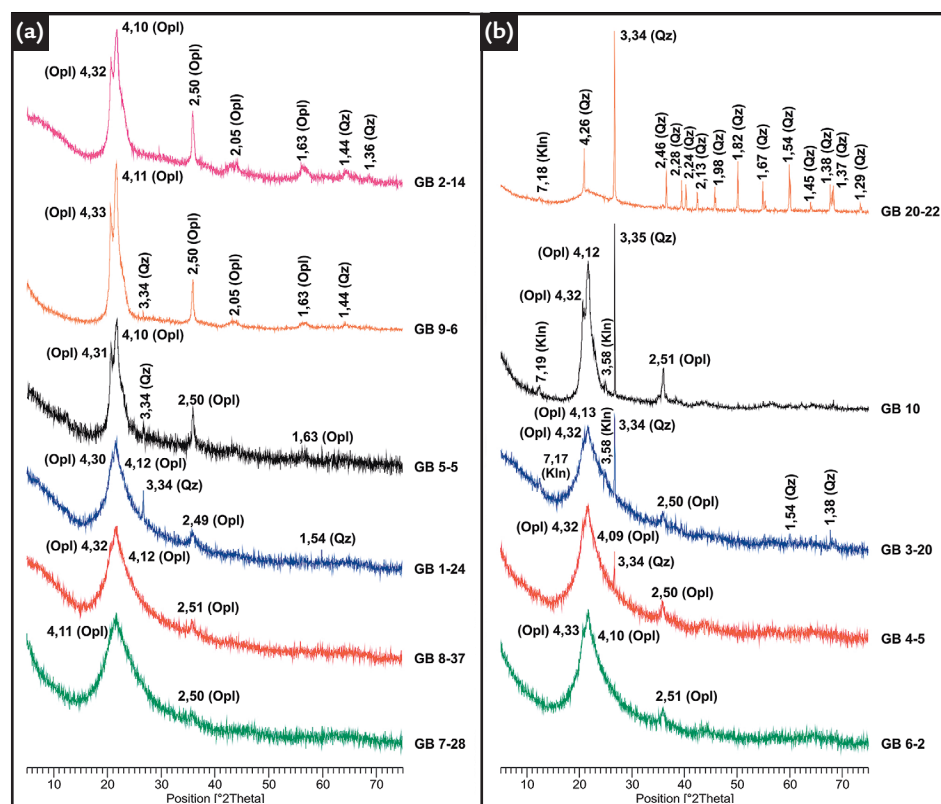 (a)
4,10 (Opl)
(Opl) 4,32
2,50 (Opl)
2,05 (Opl)
1,63 (Opl)
1,44 (Qz)
1,36 (Qz)
GB 2-14
4,11 (Opl)
(Opl) 4,33
3,34 (Qz)
2,50 (Opl)
2,05 (Opl)
1,63 (Opl)
1,44 (Qz)
GB 9-6
4,10 (Opl)
(Opl) 4,31
3,34 (Qz)
2,50 (Opl)
1,63 (Opl)
GB 5-5
(Opl) 4,30
4,12 (Opl)
3,34 (Qz)
2,49 (Opl)
1,54 (Qz)
GB 1-24
(Opl) 4,32
4,12 (Opl)
2,51 (Opl)
GB 8-37
4,11 (Opl)
2,50 (Opl)
GB 7-28
10 20 30 40 50 60 70
Position [°2Theta]
(b)
3,34 (Qz)
7,18 (Kln)
4,26 (Qz)
2,46 (Qz)
2,28 (Qz)
2,24 (Qz)
2,13 (Qz)
1,98 (Qz)
1,82 (Qz)
1,67 (Qz)
1,54 (Qz)
1,45 (Qz)
1,38 (Qz)
1,37 (Qz)
1,29 (Qz)
GB 20-22
3,35 (Qz)
(Opl) 4,12
(Opl) 4,32
7,19 (Kln)
3,58 (Kln)
2,51 (Opl)
GB 10
(Opl) 4,13
3,34 (Qz)
(Opl) 4,32
7,17
(Kln)
3,58 (Kln)
2,50 (Opl)
1,54 (Qz)
1,38 (Qz)
GB 3-20
(Opl) 4,32
4,09 (Opl)
3,34 (Qz)
2,50 (Opl)
GB 4-5
(Opl) 4,33
4,10 (Opl)
2,51 (Opl)
GB 6-2
10 20 30 40 50 60 70
Position [°2Theta]